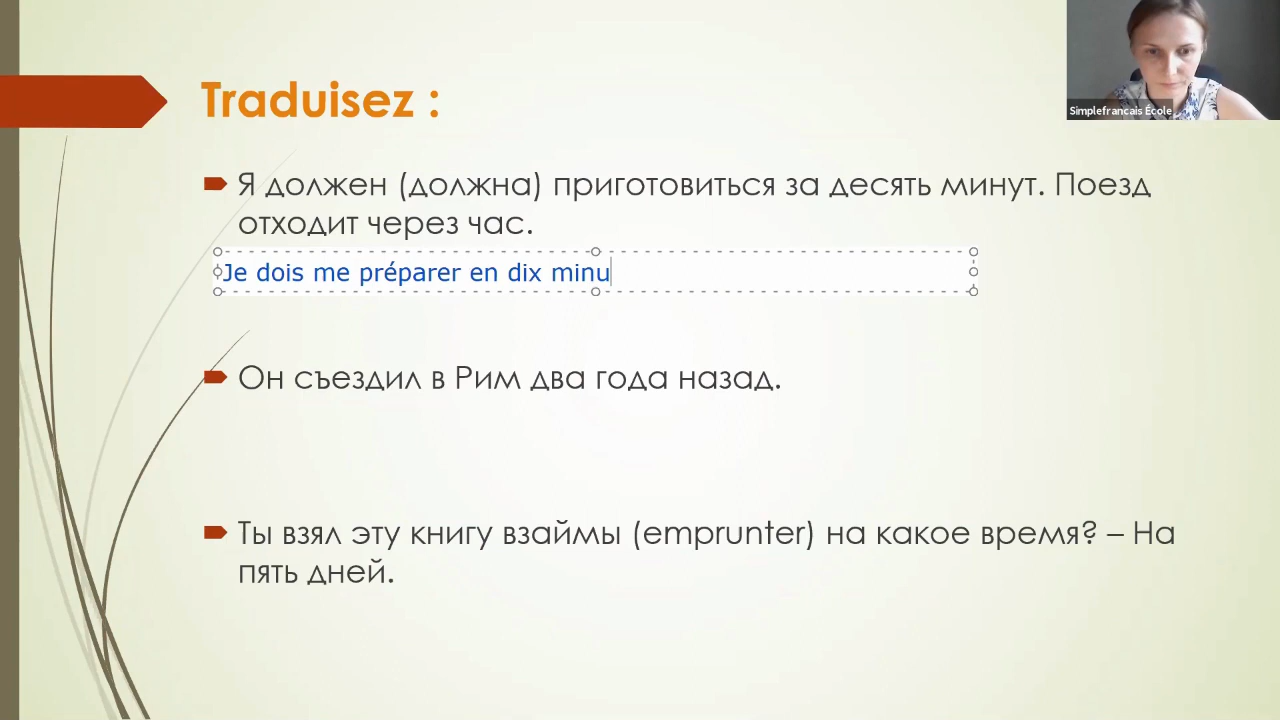 Simplefrancais Ecole
Traduisez :
Я должен (должна) приготовиться за десять минут. Поезд
отходит через час.
Je dois me préparer en dix minu
Он съездил в Рим два года назад.
Ты взял эту книгу взаймы (emprunter) на какое время? – На
пять дней.